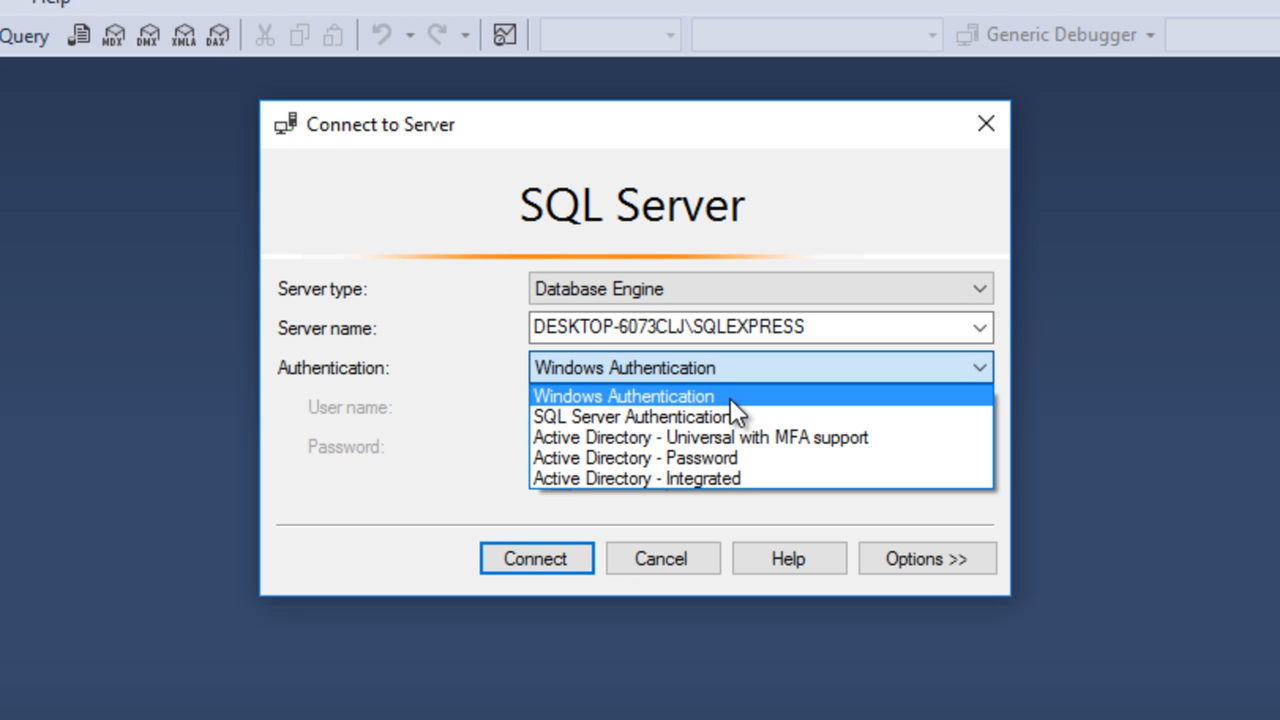 Help
Query MDX DMX XMLA DAX Generic Debugger
Connect to Server
SQL Server
Server type: Database Engine
Server name: DESKTOP-6073CLJ\SQLEXPRESS
Authentication: Windows Authentication
Windows Authentication
User name:
SQL Server Authentication
Active Directory - Universal with MFA support
Password:
Active Directory - Password
Active Directory - Integrated
Connect Cancel Help Options >>